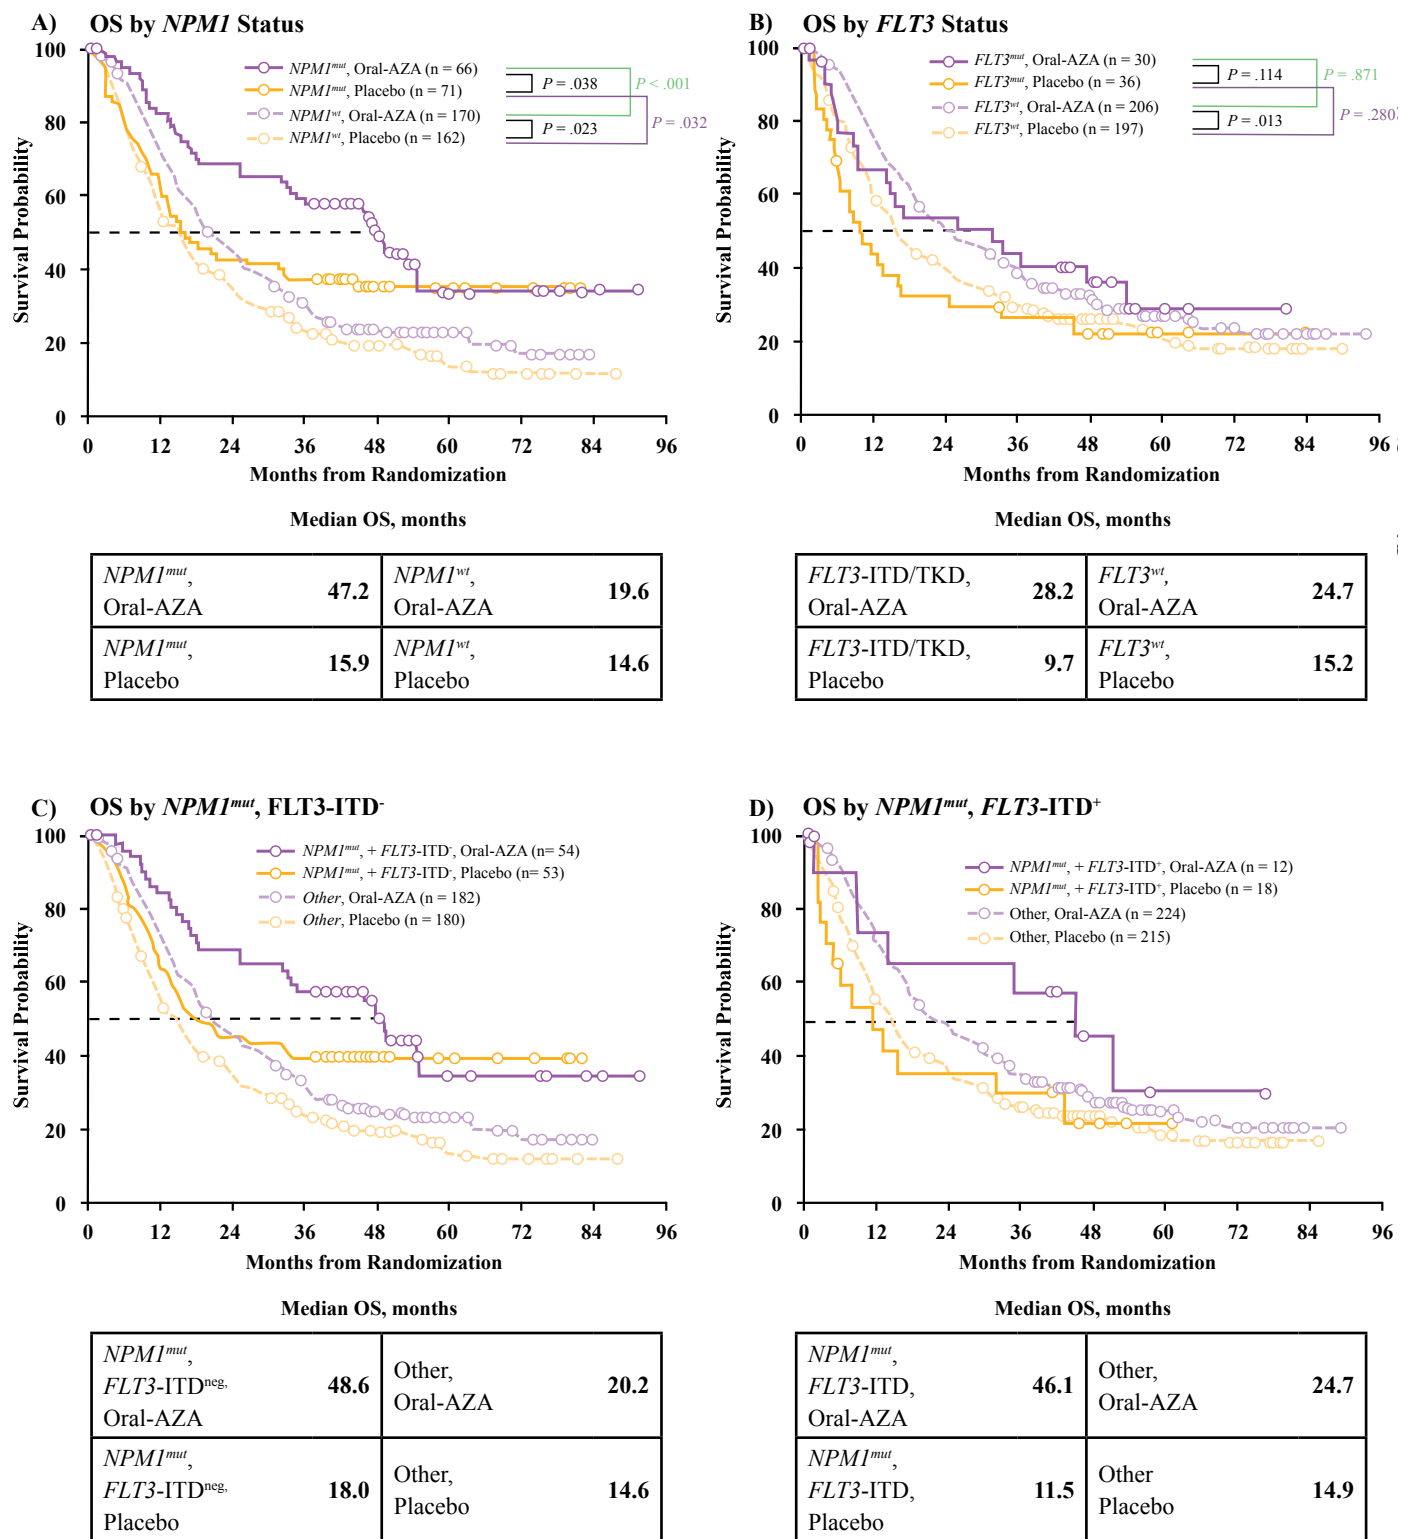 A) OS by NPM1 Status
100
80
60
40
20
0
Survival Probability
NPM1mut, Oral-AZA (n = 66)
NPM1mut, Placebo (n = 71)
NPM1wt, Oral-AZA (n = 170)
NPM1wt, Placebo (n = 162)
P = .038
P < .001
P = .023
P = .032
0 12 24 36 48 60 72 84 96
Months from Randomization
Median OS, months
NPM1mut, Oral-AZA 47.2 NPM1wt, Oral-AZA 19.6
NPM1mut, Placebo 15.9 NPM1wt, Placebo 14.6
B) OS by FLT3 Status
100
80
60
40
20
0
Survival Probability
FLT3mut, Oral-AZA (n = 30)
FLT3mut, Placebo (n = 36)
FLT3wt, Oral-AZA (n = 206)
FLT3wt, Placebo (n = 197)
P = .114
P = .871
P = .013
P = .280
0 12 24 36 48 60 72 84 96
Months from Randomization
Median OS, months
FLT3-ITD/TKD, Oral-AZA 28.2 FLT3wt, Oral-AZA 24.7
FLT3-ITD/TKD, Placebo 9.7 FLT3wt, Placebo 15.2
C) OS by NPM1mut, FLT3-ITD-
100
80
60
40
20
0
Survival Probability
NPM1mut, + FLT3-ITD-, Oral-AZA (n= 54)
NPM1mut, + FLT3-ITD-, Placebo (n= 53)
Other, Oral-AZA (n = 182)
Other, Placebo (n = 180)
0 12 24 36 48 60 72 84 96
Months from Randomization
Median OS, months
NPM1mut, FLT3-ITDneg, Oral-AZA 48.6 Other, Oral-AZA 20.2
NPM1mut, FLT3-ITDneg, Placebo 18.0 Other, Placebo 14.6
D) OS by NPM1mut, FLT3-ITD+
100
80
60
40
20
0
Survival Probability
NPM1mut, + FLT3-ITD+, Oral-AZA (n = 12)
NPM1mut, + FLT3-ITD+, Placebo (n = 18)
Other, Oral-AZA (n = 224)
Other, Placebo (n = 215)
0 12 24 36 48 60 72 84 96
Months from Randomization
Median OS, months
NPM1mut, FLT3-ITD, Oral-AZA 46.1 Other, Oral-AZA 24.7
NPM1mut, FLT3-ITD, Placebo 11.5 Other Placebo 14.9